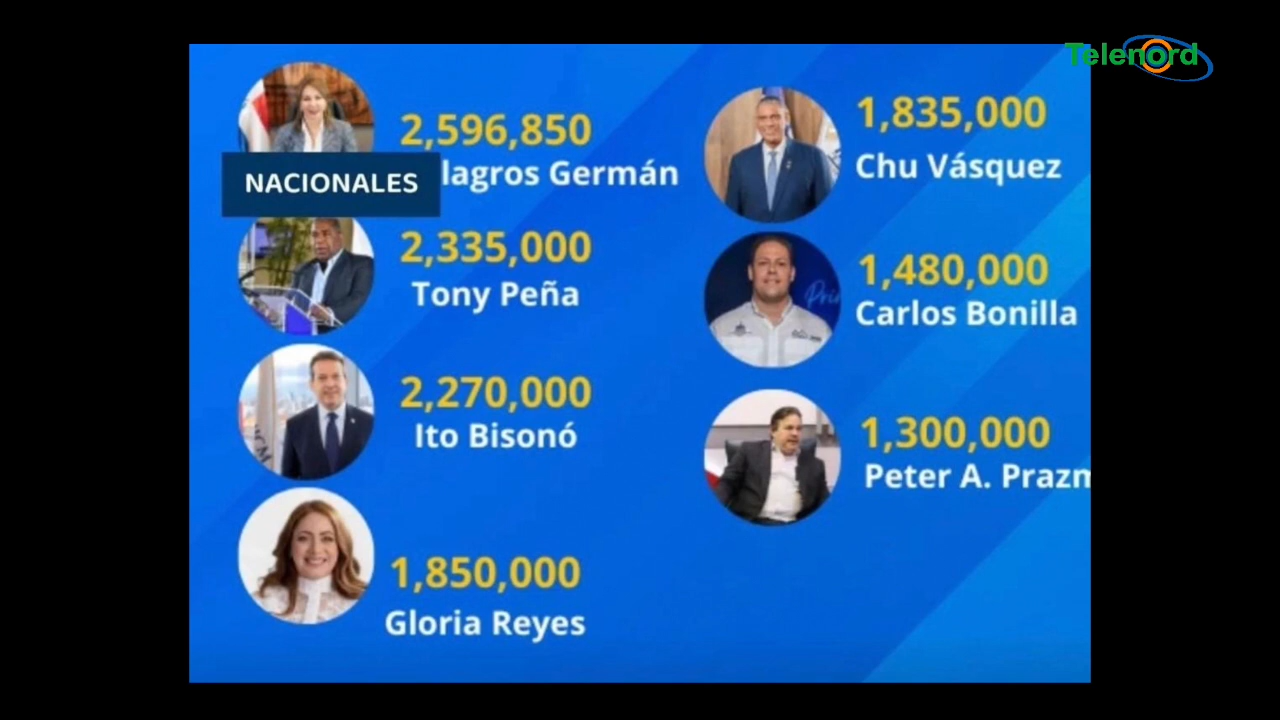 Telenord
2,596,850
lagros Germán
NACIONALES
2,335,000
Tony Peña
2,270,000
Ito Bisonó
1,850,000
Gloria Reyes
1,835,000
Chu Vásquez
1,480,000
Carlos Bonilla
1,300,000
Peter A. Prazm